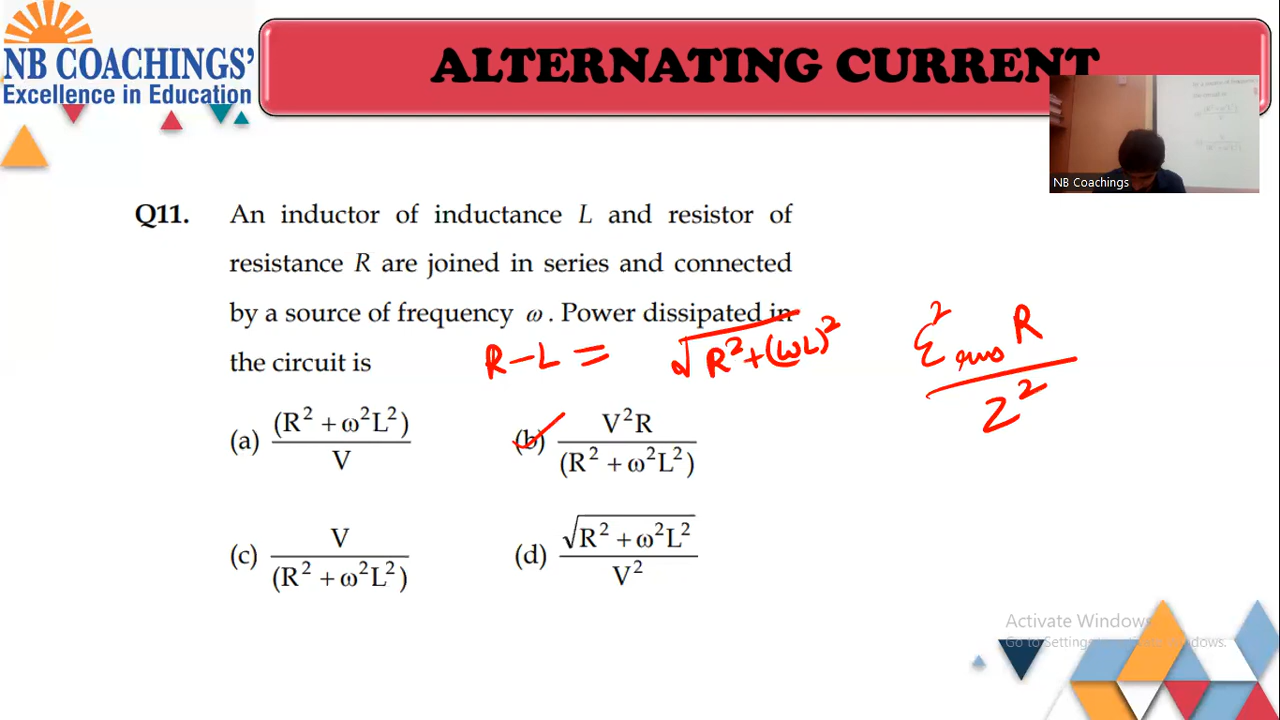 NB COACHINGS'
Excellence in Education
ALTERNATING CURRENT
NB Coachings
Q11. An inductor of inductance L and resistor of
resistance R are joined in series and connected
by a source of frequency ω. Power dissipated in
the circuit is
R-L = √R²+(ωL)²
ε²rms R
Z²
(a) (R² + ω²L²)
V
(b) V²R
(R² + ω²L²)
(c) V
(R² + ω²L²)
(d) √R² + ω²L²
V²
Activate Windows